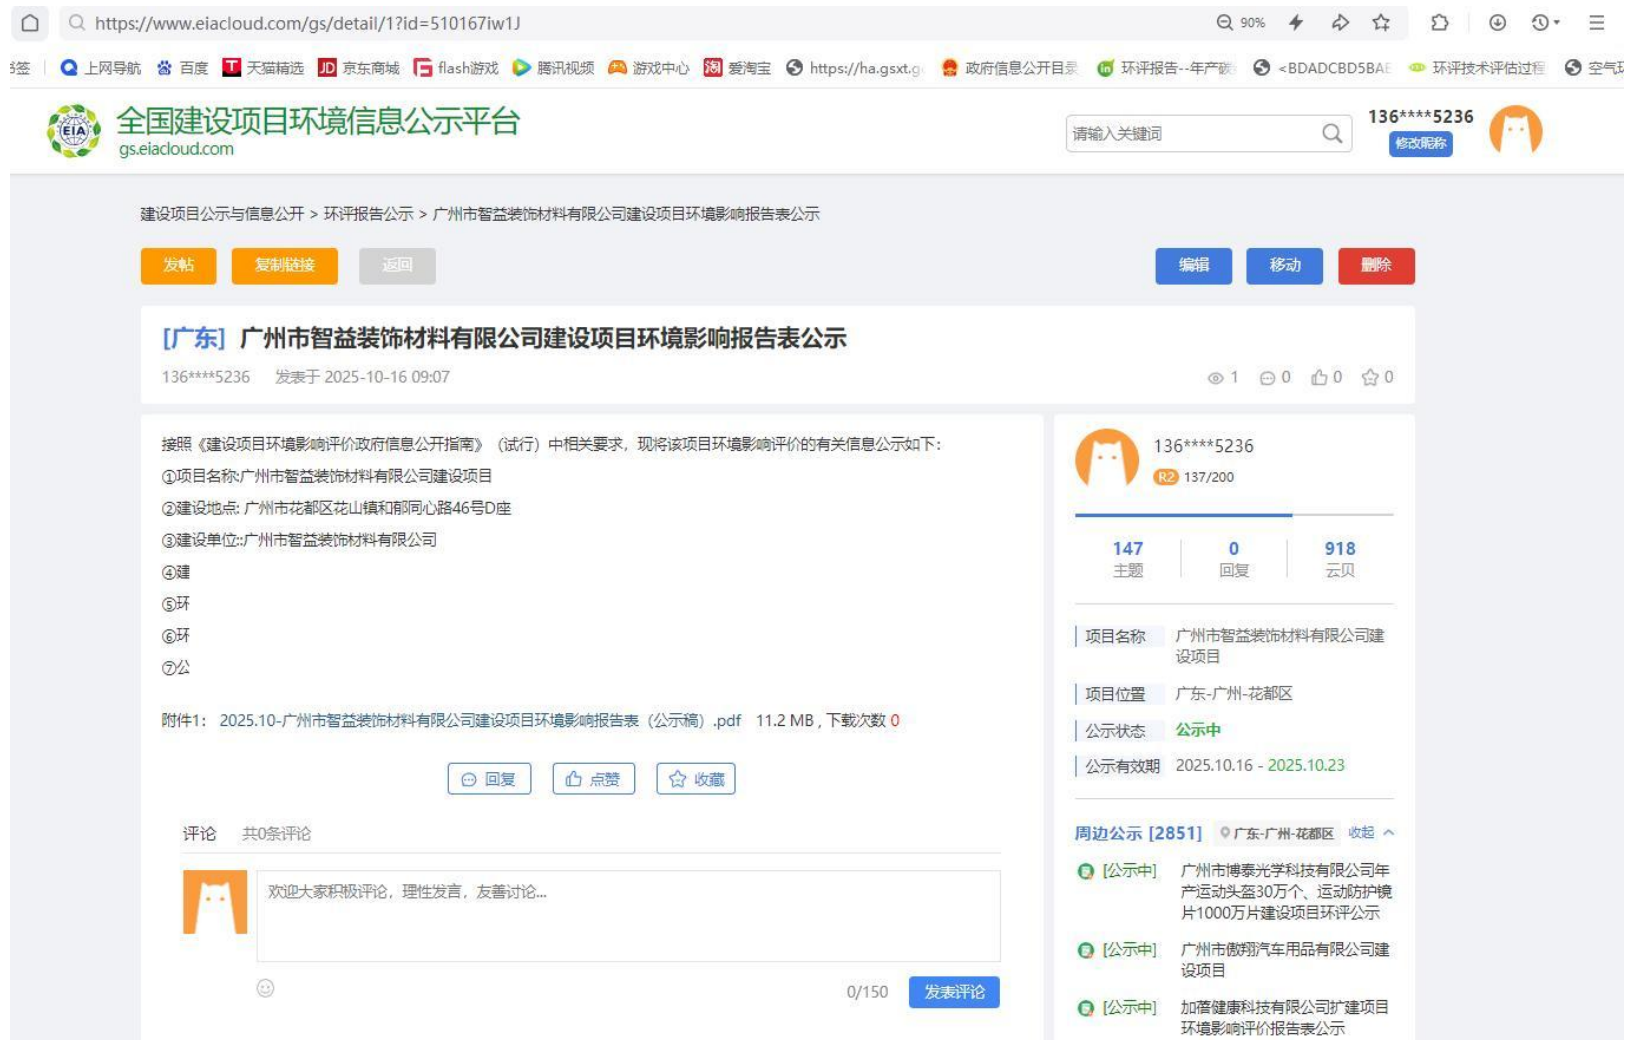 https://www.eiacloud.com/gs/detail/1?id=510167iw1J
90%
签 上网导航 百度 天猫精选 京东商城 flash游戏 腾讯视频 游戏中心 爱淘宝 https://ha.gsxt.g 政府信息公开目录 环评报告--年产碳 <BDADCBD5BAE 环评技术评估过程 空气环
EIA
全国建设项目环境信息公示平台
gs.eiacloud.com
请输入关键词
136****5236
修改昵称
建设项目公示与信息公开 > 环评报告公示 > 广州市智益装饰材料有限公司建设项目环境影响报告表公示
发帖 复制链接 返回 编辑 移动 删除
[广东] 广州市智益装饰材料有限公司建设项目环境影响报告表公示
136****5236 发表于 2025-10-16 09:07
1 0 0 0
接照《建设项目环境影响评价政府信息公开指南》（试行）中相关要求，现将该项目环境影响评价的有关信息公示如下：
①项目名称:广州市智益装饰材料有限公司建设项目
②建设地点: 广州市花都区花山镇和郁同心路46号D座
③建设单位::广州市智益装饰材料有限公司
④建
⑤环
⑥环
⑦公
附件1： 2025.10-广州市智益装饰材料有限公司建设项目环境影响报告表（公示稿）.pdf 11.2 MB , 下载次数 0
回复 点赞 收藏
评论 共0条评论
欢迎大家积极评论，理性发言，友善讨论...
0/150 发表评论
136****5236
R2 137/200
147 0 918
主题 回复 云贝
项目名称 广州市智益装饰材料有限公司建
设项目
项目位置 广东-广州-花都区
公示状态 公示中
公示有效期 2025.10.16 - 2025.10.23
周边公示 [2851] 广东-广州-花都区 收起
[公示中] 广州市博泰光学科技有限公司年
产运动头盔30万个、运动防护镜
片1000万片建设项目环评公示
[公示中] 广州市傲翔汽车用品有限公司建
设项目
[公示中] 加蓓健康科技有限公司扩建项目
环境影响评价报告表公示